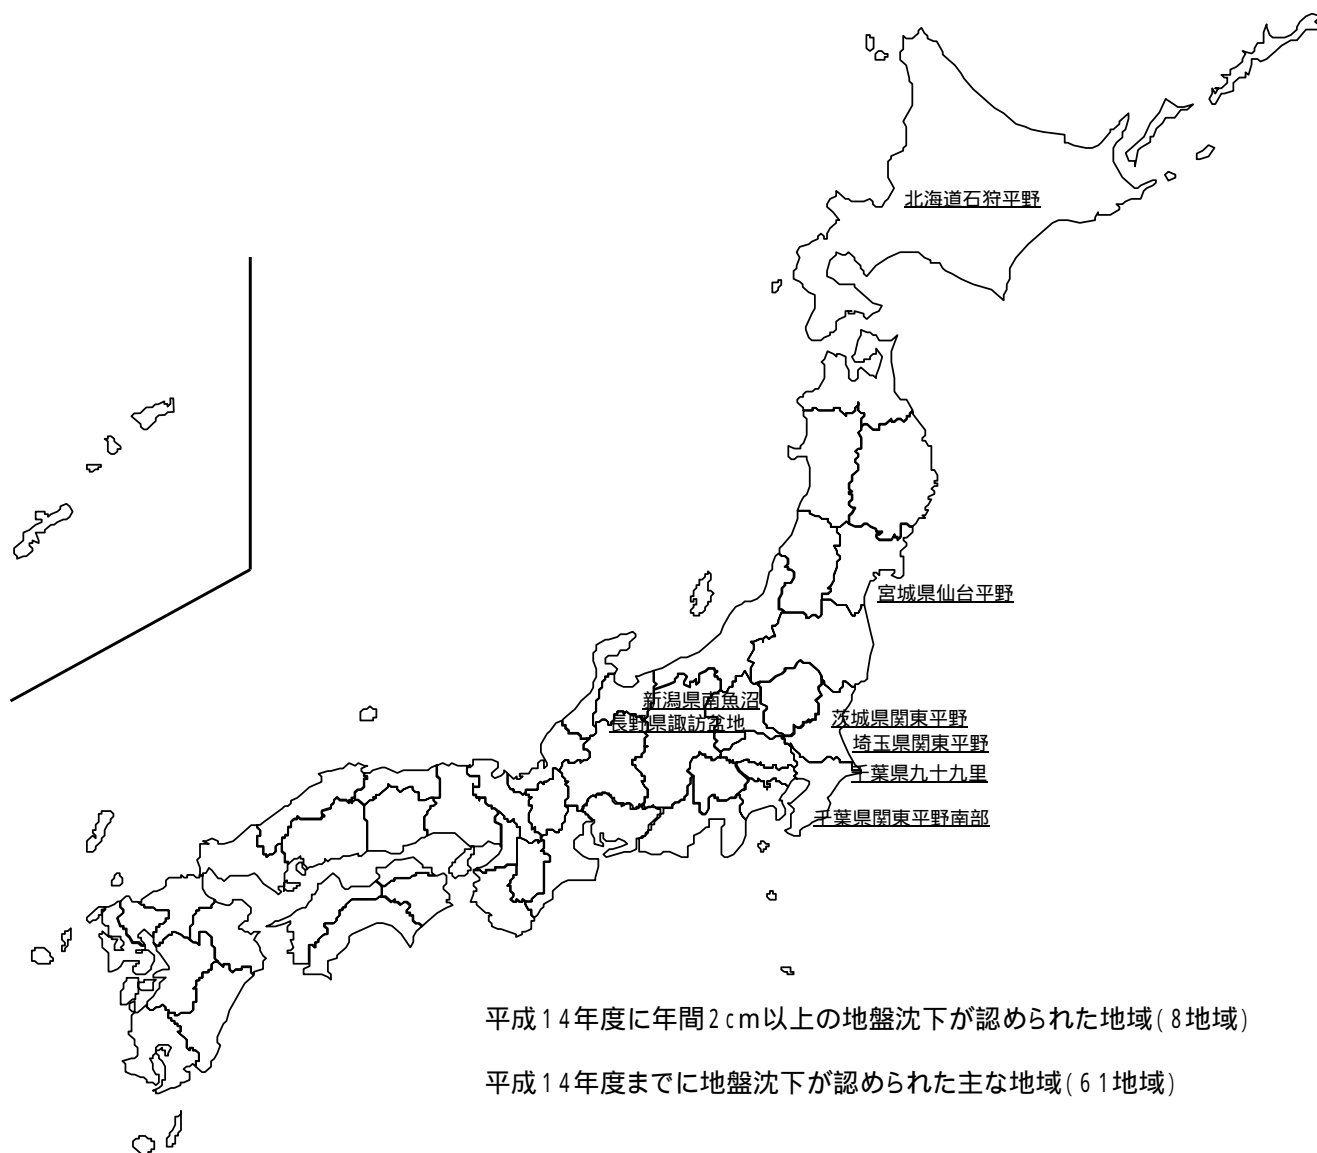 北海道石狩平野
宮城県仙台平野
新潟県南魚沼
長野県諏訪盆地
茨城県関東平野
埼玉県関東平野
千葉県九十九里
千葉県関東平野南部
平成14年度に年間2cm以上の地盤沈下が認められた地域(8地域)
平成14年度までに地盤沈下が認められた主な地域(61地域)